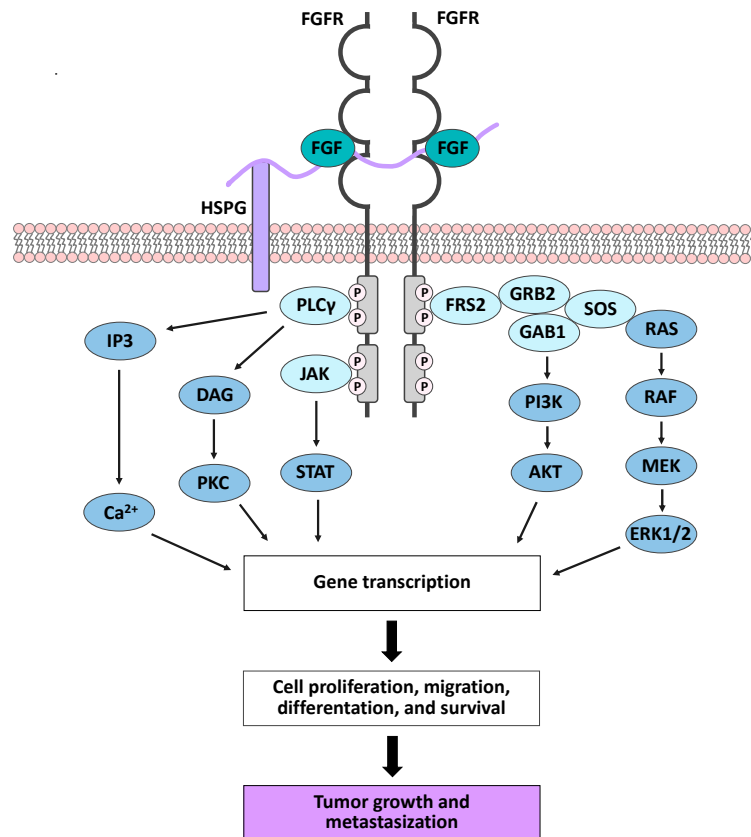 FGFR
FGFR
FGF
FGF
HSPG
P
P
P
P
P
P
P
P
PLCγ
FRS2
GRB2
GAB1
SOS
RAS
IP3
JAK
DAG
PI3K
RAF
PKC
STAT
AKT
MEK
Ca²⁺
ERK1/2
Gene transcription
Cell proliferation, migration,
differentation, and survival
Tumor growth and
metastasization